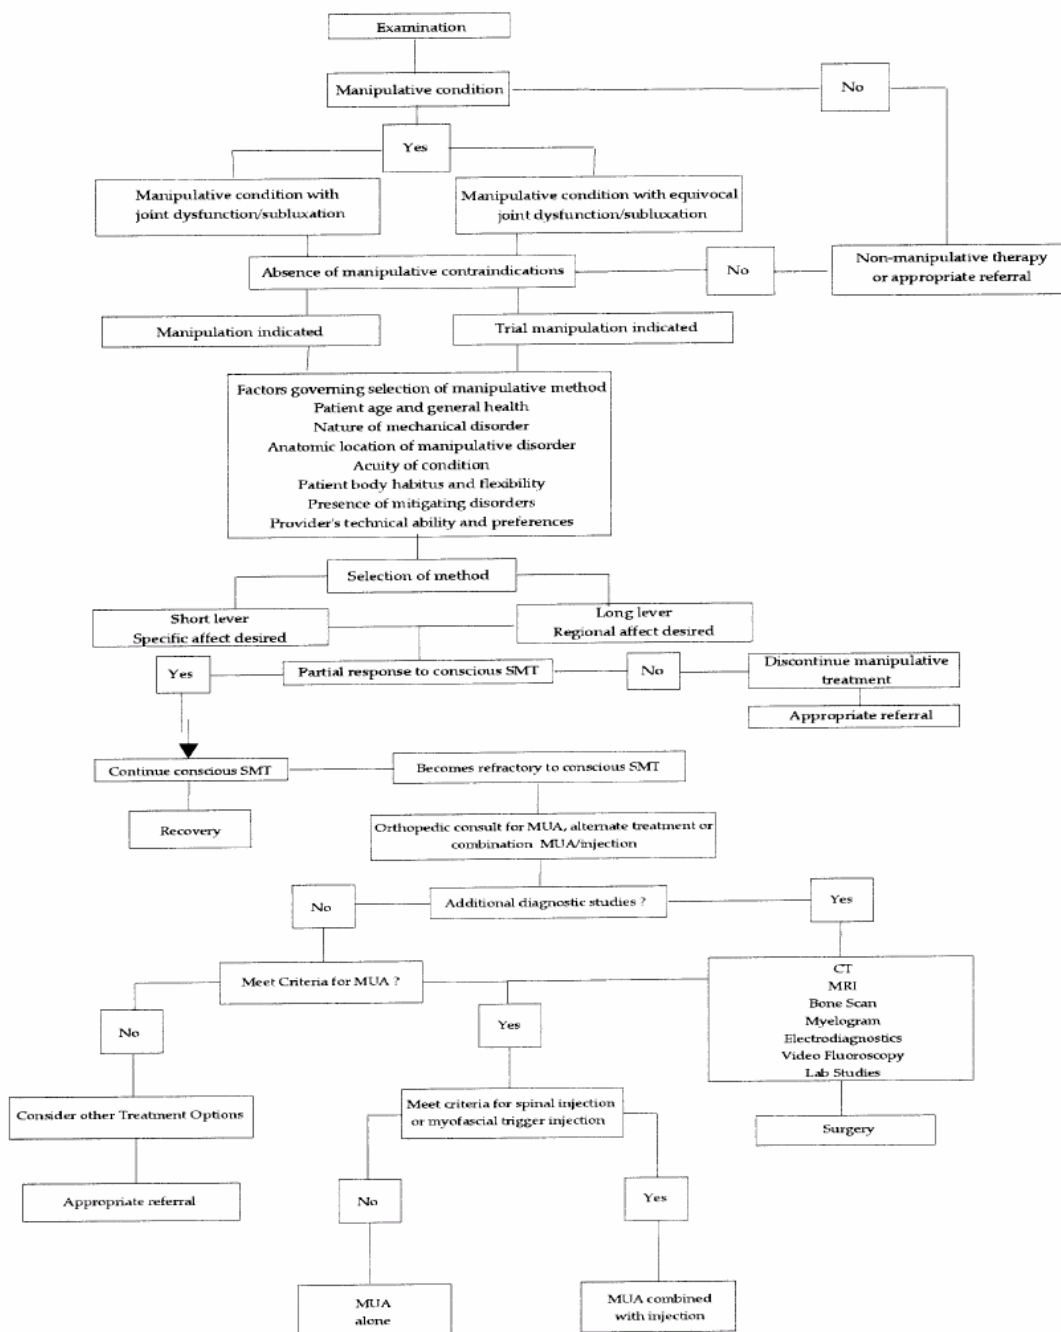 Examination
Manipulative condition
No
Yes
Manipulative condition with
joint dysfunction/subluxation
Manipulative condition with equivocal
joint dysfunction/subluxation
Absence of manipulative contraindications
No
Non-manipulative therapy
or appropriate referral
Manipulation indicated
Trial manipulation indicated
Factors governing selection of manipulative method
Patient age and general health
Nature of mechanical disorder
Anatomic location of manipulative disorder
Acuity of condition
Patient body habitus and flexibility
Presence of mitigating disorders
Provider's technical ability and preferences
Selection of method
Short lever
Specific affect desired
Long lever
Regional affect desired
Yes
Partial response to conscious SMT
No
Discontinue manipulative
treatment
Appropriate referral
Continue conscious SMT
Becomes refractory to conscious SMT
Recovery
Orthopedic consult for MUA, alternate treatment or
combination MUA/injection
No
Additional diagnostic studies ?
Yes
Meet Criteria for MUA ?
CT
MRI
Bone Scan
Myelogram
Electrodiagnostics
Video Fluoroscopy
Lab Studies
No
Yes
Consider other Treatment Options
Meet criteria for spinal injection
or myofascial trigger injection
Surgery
Appropriate referral
No
Yes
MUA
alone
MUA combined
with injection